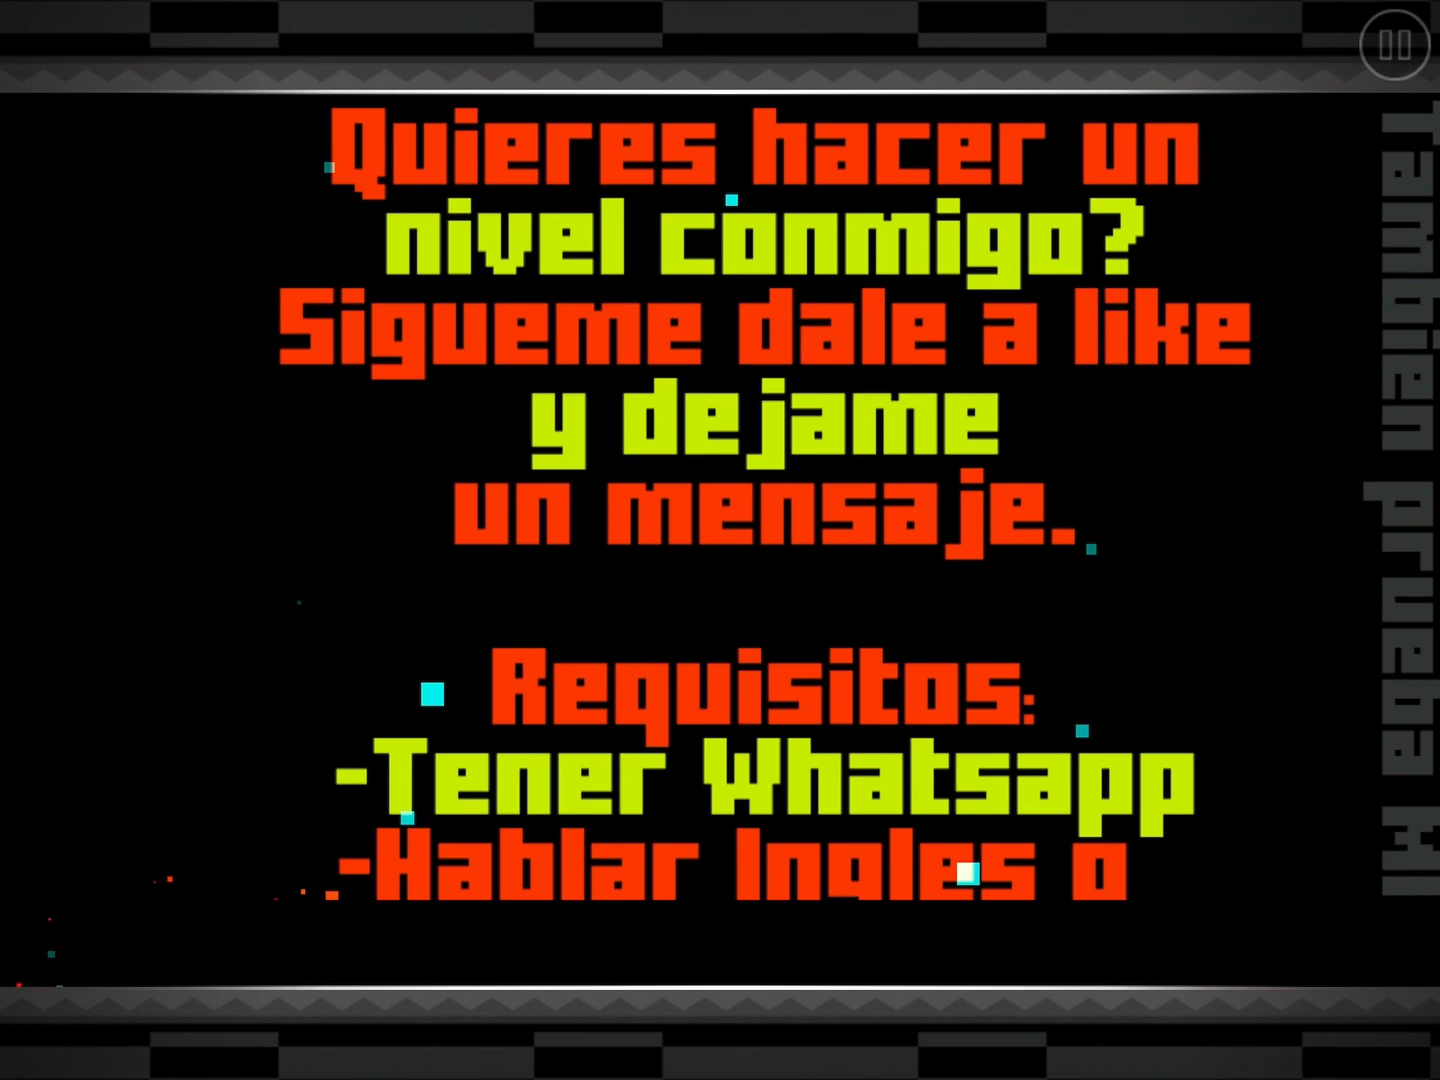 Quieres hacer un
nivel conmigo?
Sigueme dale a like
y dejame
un mensaje.
Requisitos:
-Tener Whatsapp
-Hablar Ingles o
Tambien prueba Mi